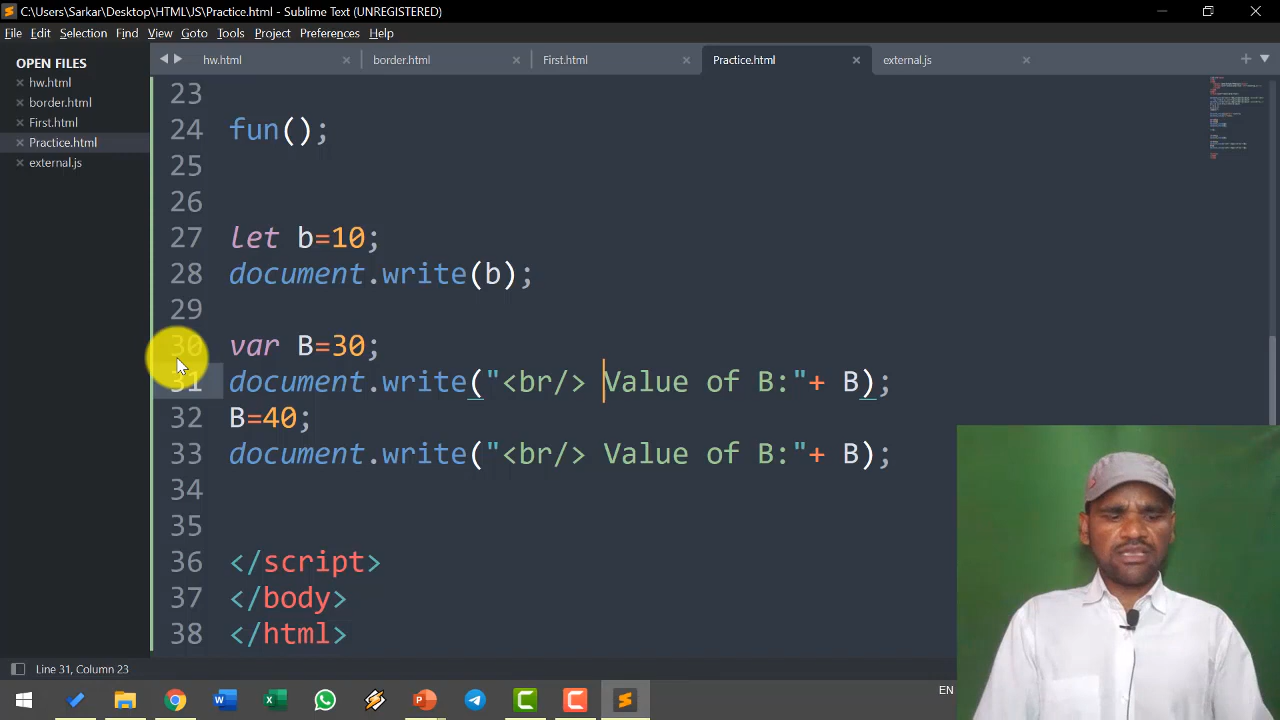 C:\Users\Sarkar\Desktop\HTML\JS\Practice.html - Sublime Text (UNREGISTERED)
File Edit Selection Find View Goto Tools Project Preferences Help
OPEN FILES
hw.html
border.html
First.html
Practice.html
external.js
hw.html border.html First.html Practice.html external.js
23
24 fun();
25
26
27 let b=10;
28 document.write(b);
29
30 var B=30;
31 document.write("<br/> Value of B:"+ B);
32 B=40;
33 document.write("<br/> Value of B:"+ B);
34
35
36 </script>
37 </body>
38 </html>
Line 31, Column 23
EN